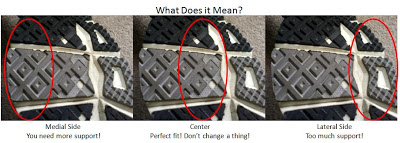 What Does it Mean?
Medial Side
You need more support!
Center
Perfect fit! Don't change a thing!
Lateral Side
Too much support!